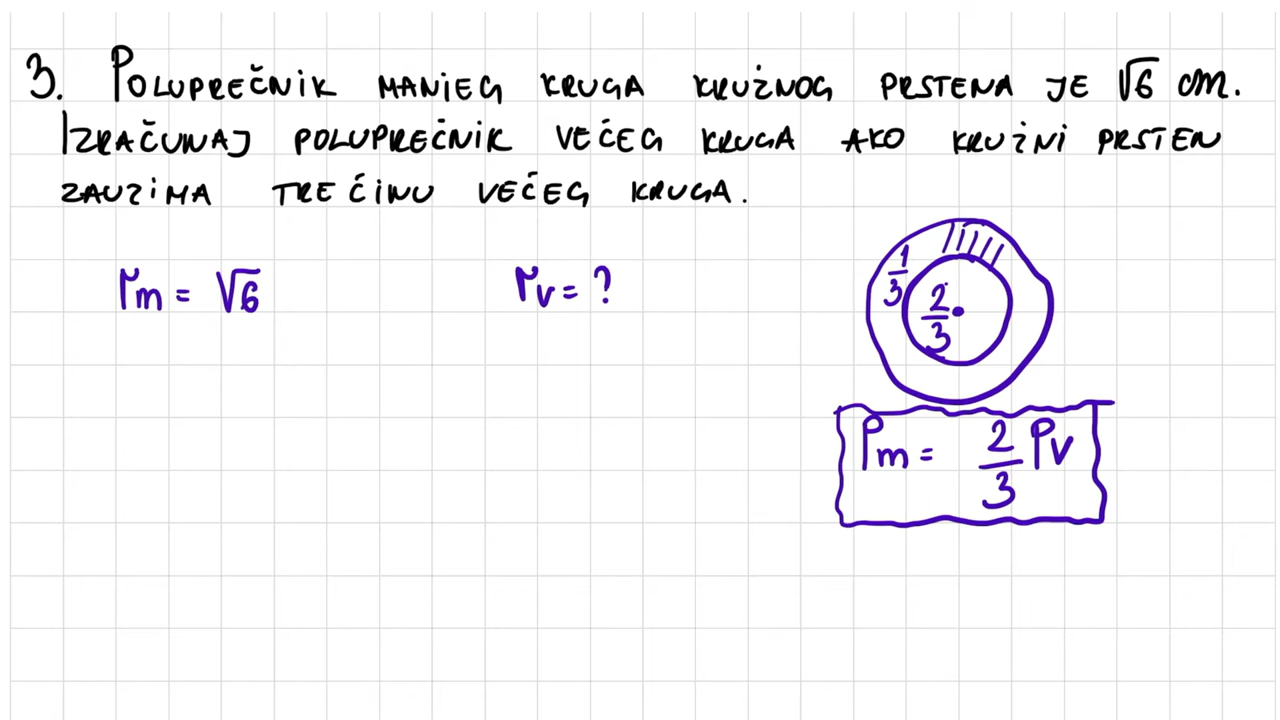 3. POLUPREČNIK MANJEG KRUGA KRUŽNOG PRSTENA JE √6 CM.
IZRAČUNAJ POLUPREČNIK VEĆEG KRUGA AKO KRUŽNI PRSTEN
ZAUZIMA TREĆINU VEĆEG KRUGA.
rm = √6
rv = ?
1/3
2/3
Pm = 2/3 Pv